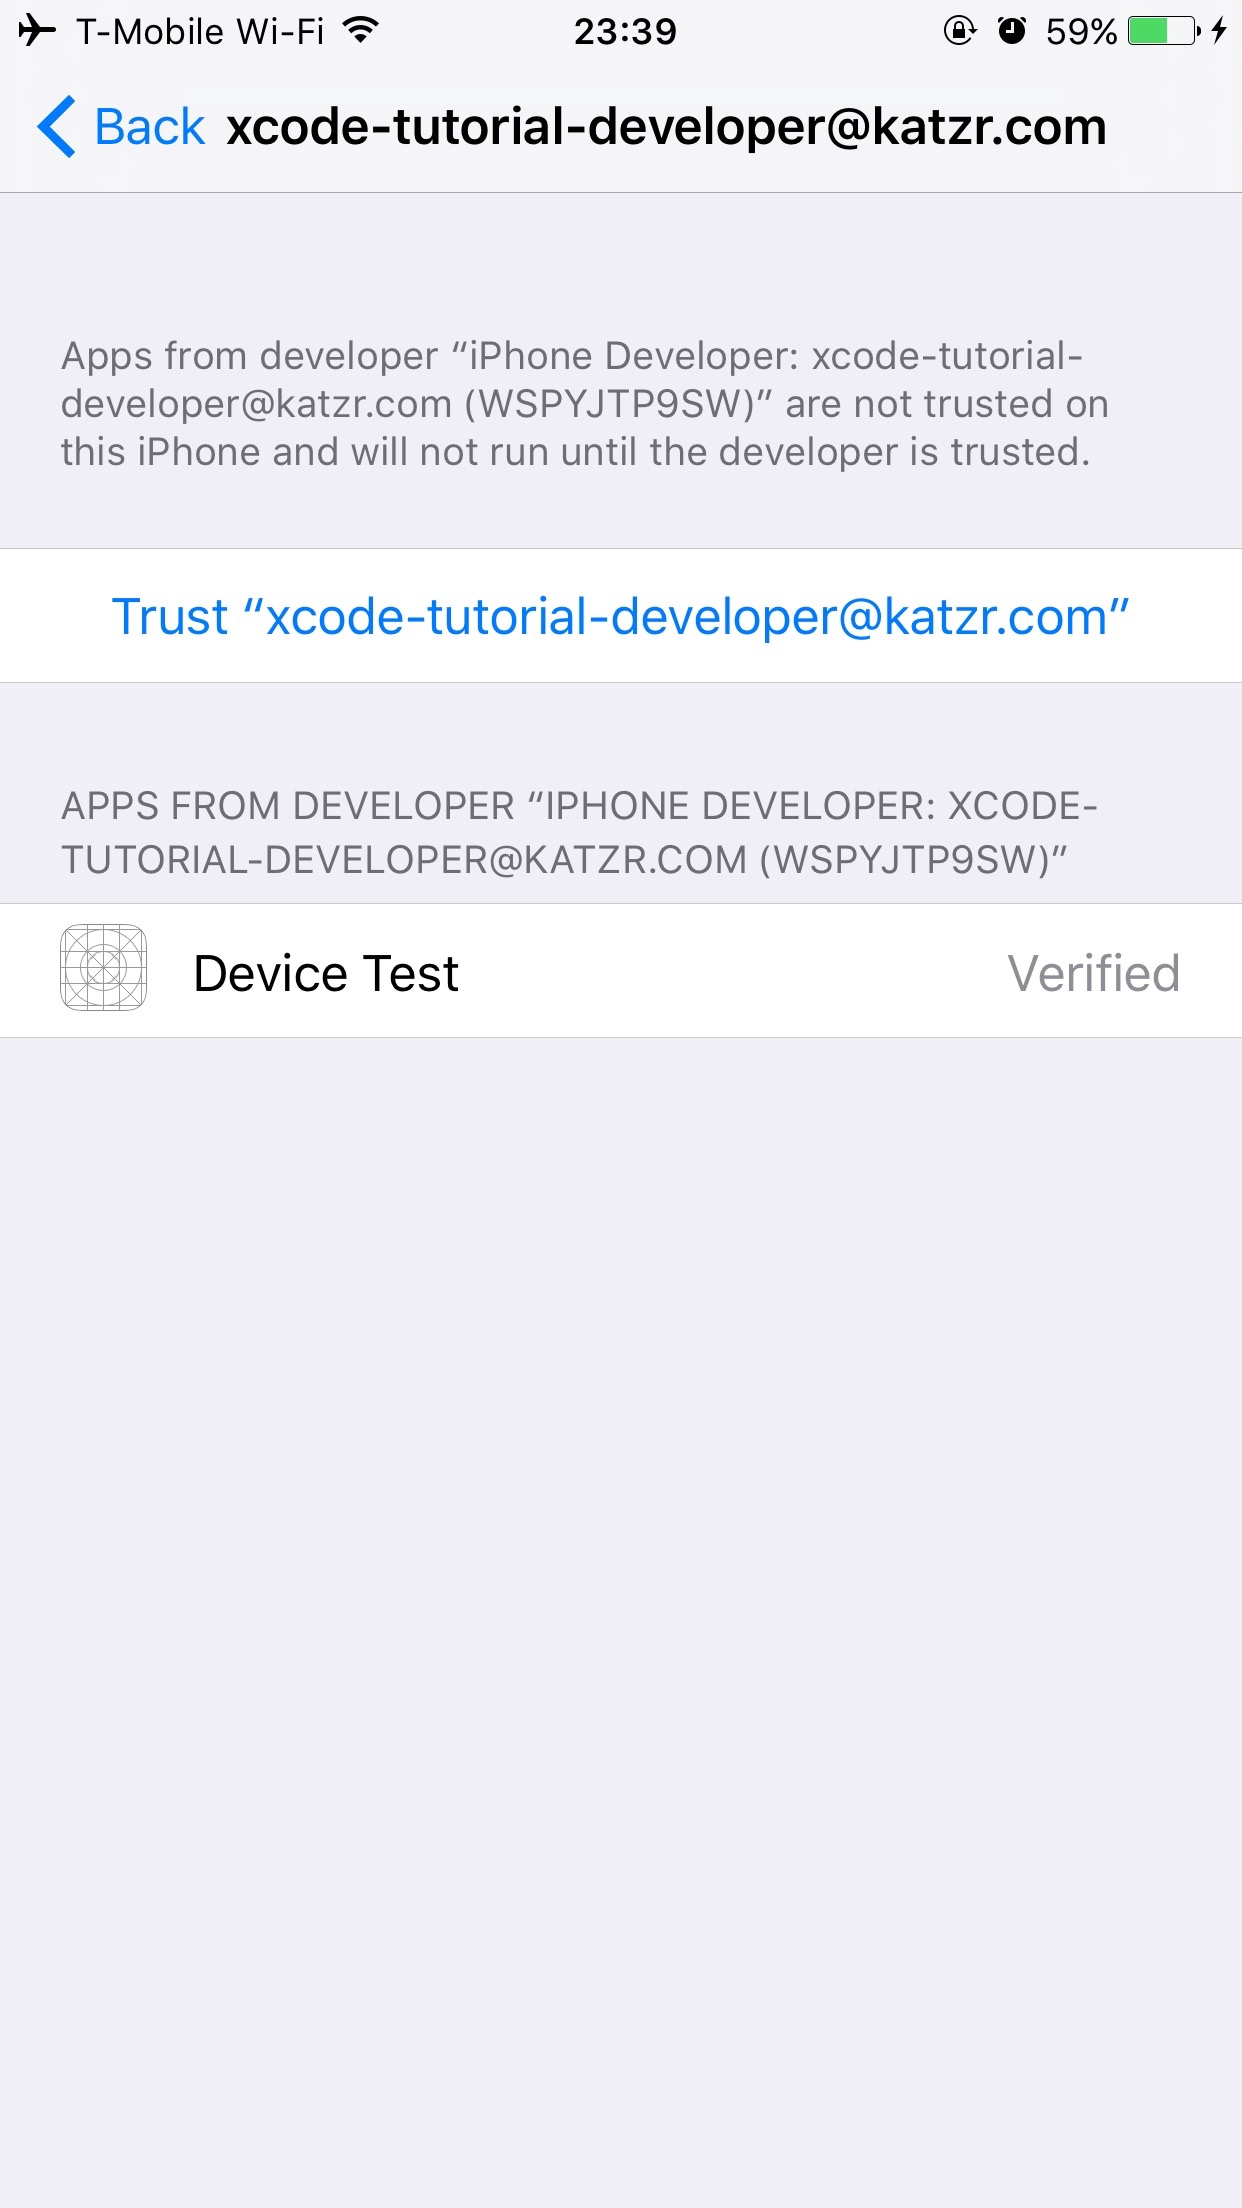 T-Mobile Wi-Fi 23:39 59%
Back xcode-tutorial-developer@katzr.com
Apps from developer “iPhone Developer: xcode-tutorial-
developer@katzr.com (WSPYJTP9SW)” are not trusted on
this iPhone and will not run until the developer is trusted.
Trust “xcode-tutorial-developer@katzr.com”
APPS FROM DEVELOPER “IPHONE DEVELOPER: XCODE-
TUTORIAL-DEVELOPER@KATZR.COM (WSPYJTP9SW)”
Device Test Verified